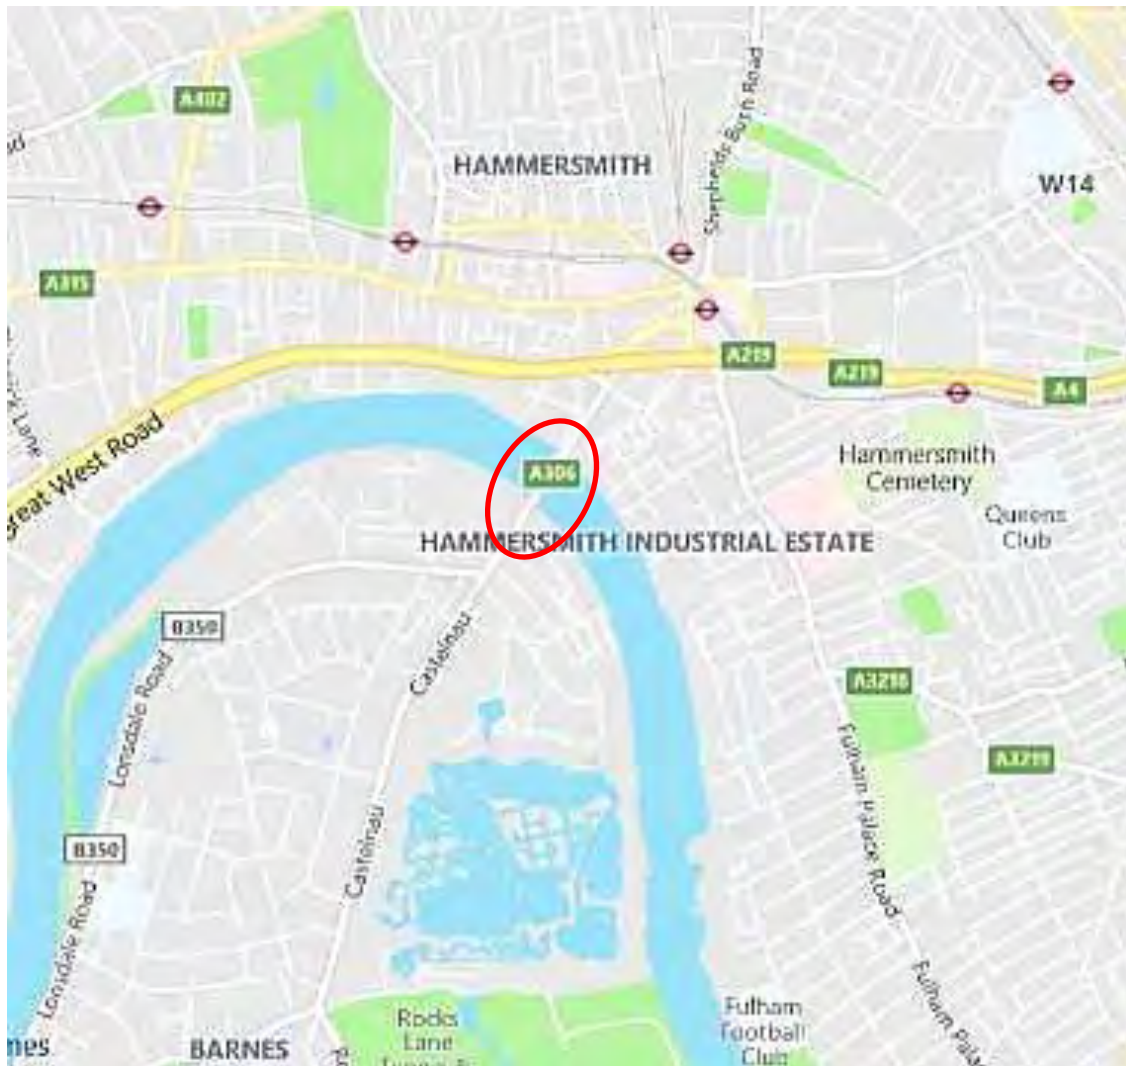 A402
HAMMERSMITH
Shepherds Bush Road
W14
A315
A219
A219
A4
Great West Road
A306
Hammersmith
Cemetery
Queens
Club
HAMMERSMITH INDUSTRIAL ESTATE
B350
Lonsdale Road
Castelnau
A3218
A3219
Fulham Palace Road
Castelnau
B350
Lonsdale Road
Fulham
Football
Club
Rocks
Lane
BARNES